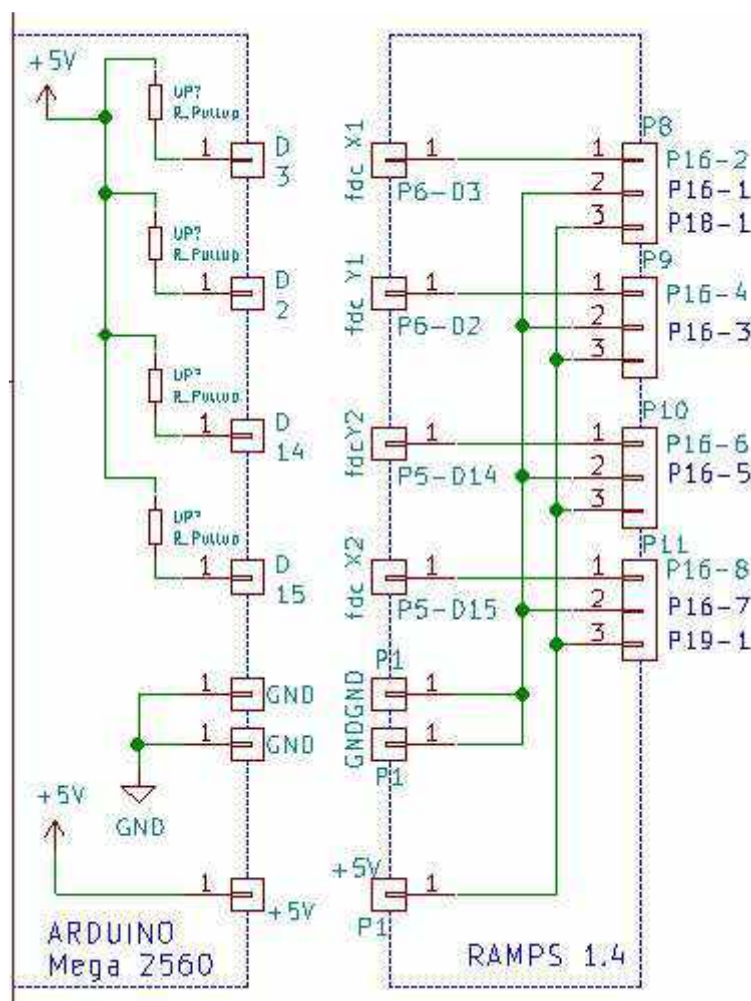 +5V
UP?
R_Pullup
1
D
3
UP?
R_Pullup
1
D
2
UP?
R_Pullup
1
D
14
UP?
R_Pullup
1
D
15
1
GND
1
GND
GND
+5V
1
+5V
ARDUINO
Mega 2560
fdc X1
1
P6-D3
fdc Y1
1
P6-D2
fdcY2
1
P5-D14
fdc X2
1
P5-D15
P1
GND
1
GND
1
P1
+5V
1
P1
P8
1
P16-2
2
P16-1
3
P18-1
P9
1
P16-4
2
P16-3
3
P10
1
P16-6
2
P16-5
3
P11
1
P16-8
2
P16-7
3
P19-1
RAMPS 1.4